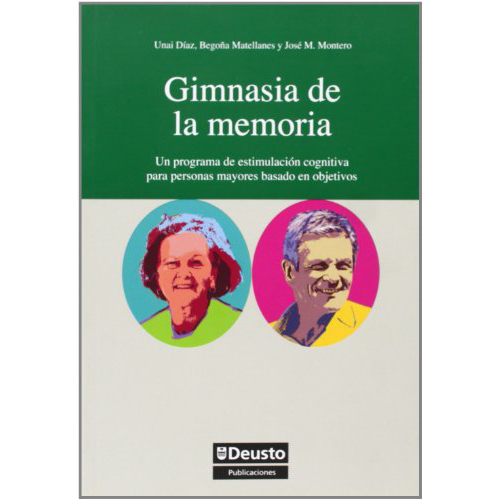 Unai Díaz, Begoña Matellanes y José M. Montero
Gimnasia de
la memoria
Un programa de estimulación cognitiva
para personas mayores basado en objetivos
Deusto
Publicaciones